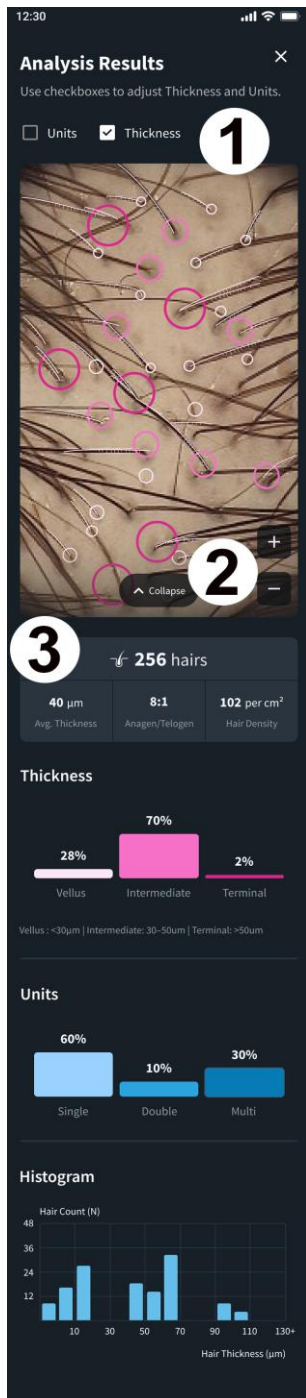 12:30
Analysis Results
Use checkboxes to adjust Thickness and Units.
Units Thickness
1
+
2
Collapse
−
3
256 hairs
40 µm 8:1 102 per cm²
Avg. Thickness Anagen/Telogen Hair Density
Thickness
70%
28% 2%
Vellus Intermediate Terminal
Vellus : <30µm | Intermediate: 30–50um | Terminal: >50um
Units
60%
30%
10%
Single Double Multi
Histogram
Hair Count (N)
48
36
24
12
10 30 50 70 90 110 130+
Hair Thickness (µm)